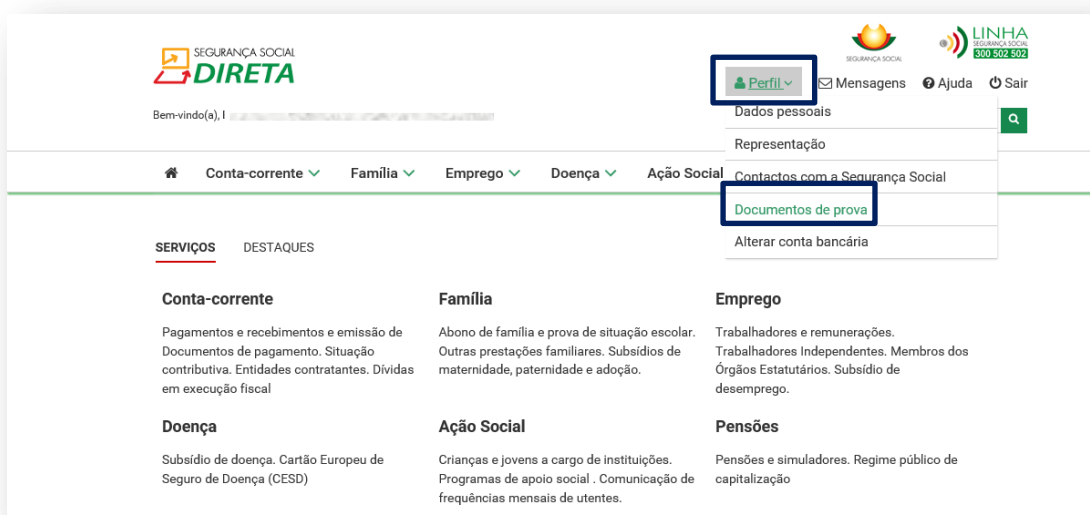 SEGURANÇA SOCIAL
DIRETA
SEGURANÇA SOCIAL
LINHA
SEGURANÇA SOCIAL
300 502 502
Perfil
Mensagens
Ajuda
Sair
Bem-vindo(a), I
Dados pessoais
Representação
Contactos com a Segurança Social
Documentos de prova
Alterar conta bancária
Conta-corrente
Família
Emprego
Doença
Ação Social
SERVIÇOS
DESTAQUES
Conta-corrente
Pagamentos e recebimentos e emissão de
Documentos de pagamento. Situação
contributiva. Entidades contratantes. Dívidas
em execução fiscal
Família
Abono de família e prova de situação escolar.
Outras prestações familiares. Subsídios de
maternidade, paternidade e adoção.
Emprego
Trabalhadores e remunerações.
Trabalhadores Independentes. Membros dos
Órgãos Estatutários. Subsídio de
desemprego.
Doença
Subsídio de doença. Cartão Europeu de
Seguro de Doença (CESD)
Ação Social
Crianças e jovens a cargo de instituições.
Programas de apoio social . Comunicação de
frequências mensais de utentes.
Pensões
Pensões e simuladores. Regime público de
capitalização